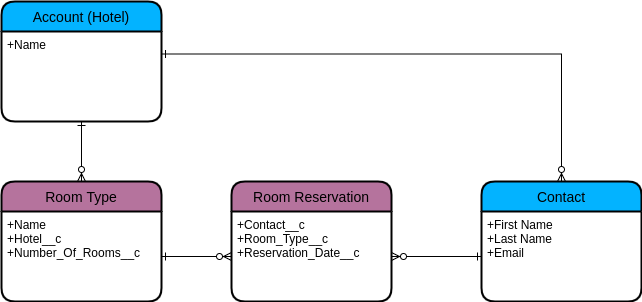 Account (Hotel)
+Name
Room Type
+Name
+Hotel__c
+Number_Of_Rooms__c
Room Reservation
+Contact__c
+Room_Type__c
+Reservation_Date__c
Contact
+First Name
+Last Name
+Email